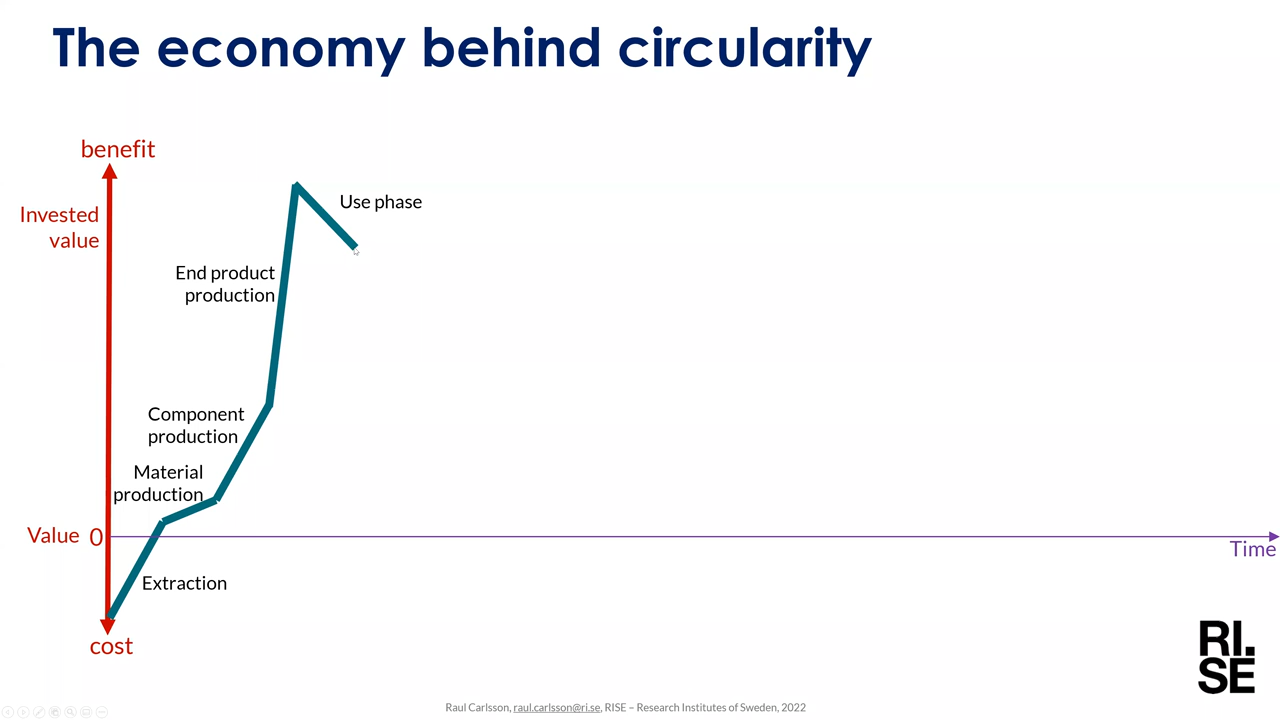 The economy behind circularity
benefit
Invested
value
Use phase
End product
production
Component
production
Material
production
Value 0
Time
Extraction
cost
RI.
SE
Raul Carlsson, raul.carlsson@ri.se, RISE – Research Institutes of Sweden, 2022